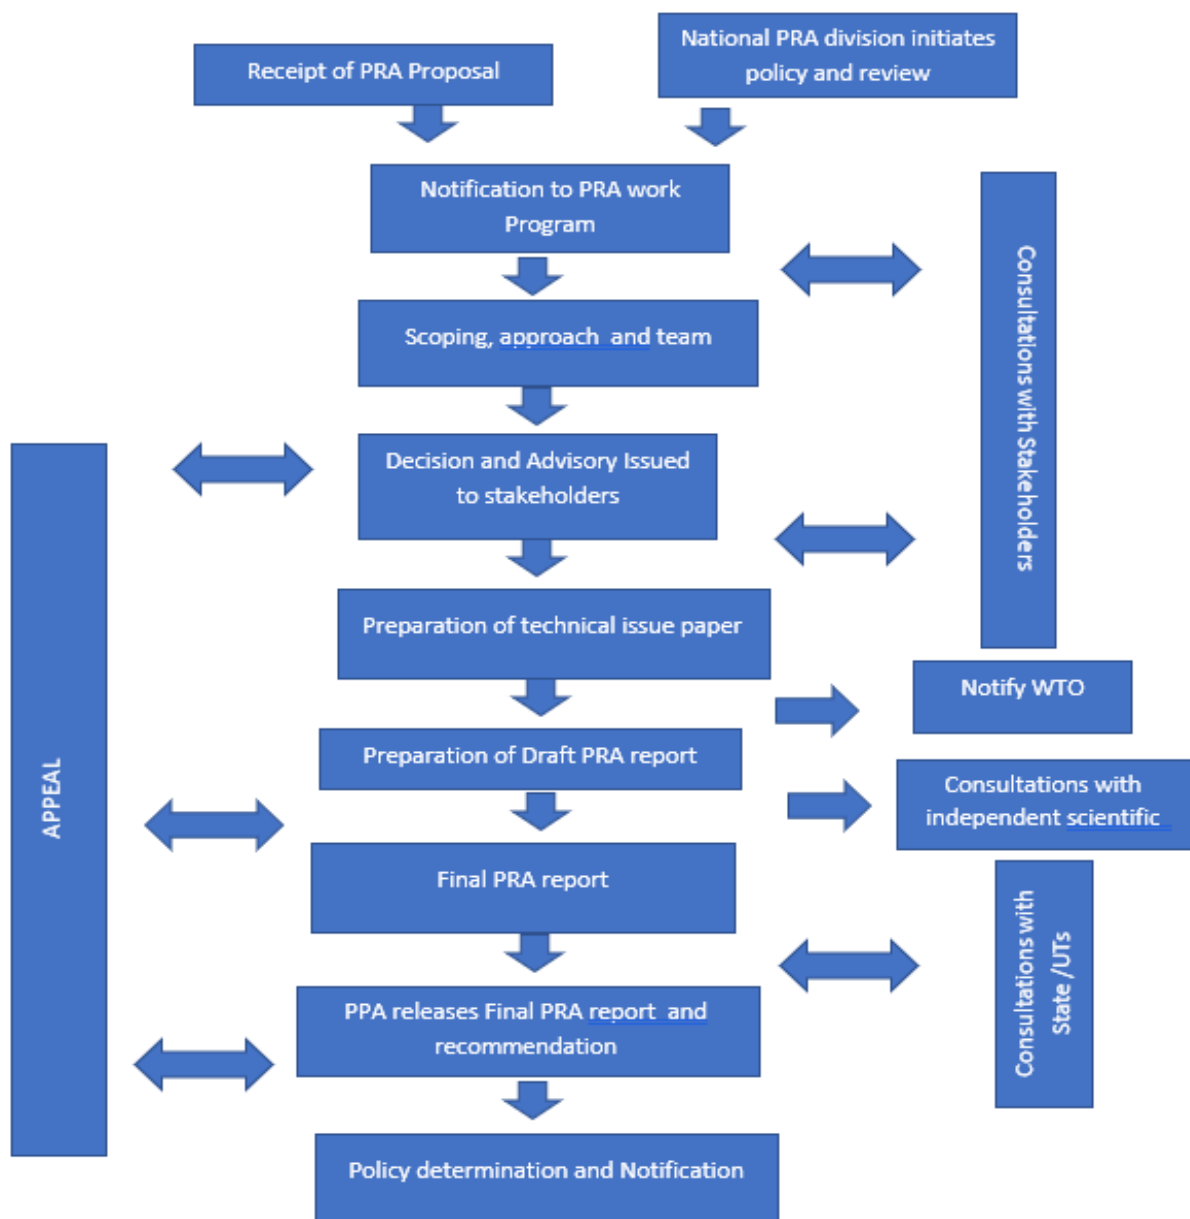 Receipt of PRA Proposal
National PRA division initiates
policy and review
Notification to PRA work
Program
Scoping, approach and team
Decision and Advisory Issued
to stakeholders
Preparation of technical issue paper
Preparation of Draft PRA report
Final PRA report
PPA releases Final PRA report and
recommendation
Policy determination and Notification
APPEAL
Consultations with Stakeholders
Notify WTO
Consultations with
independent scientific
Consultations with
State /UTs